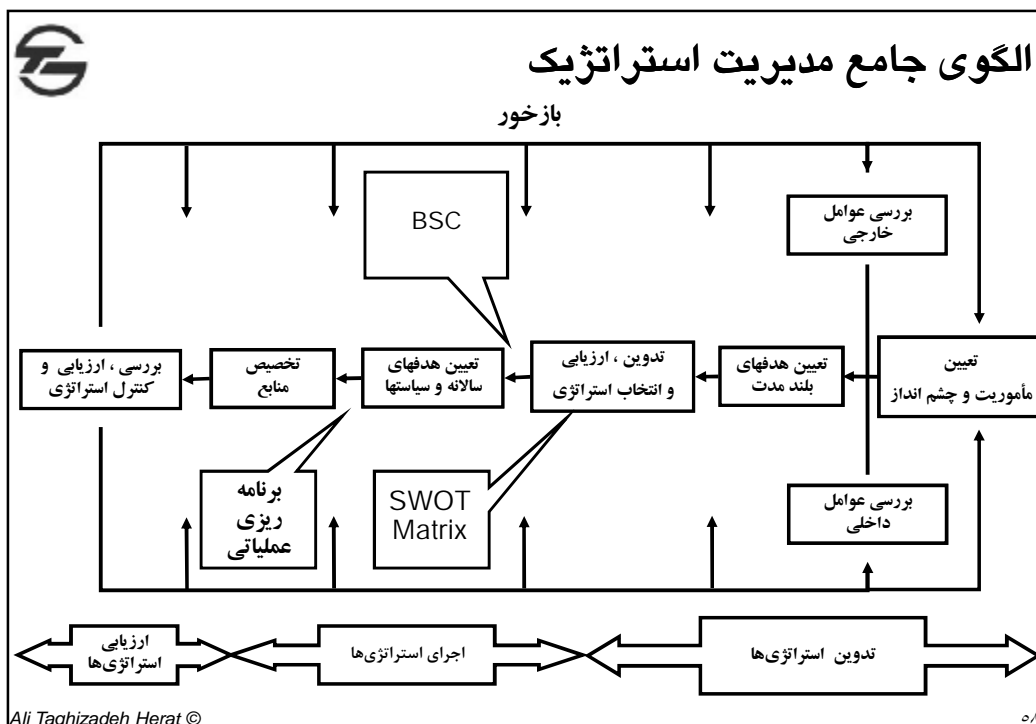 الگوی جامع مدیریت استراتژیک
بازخور
بررسی عوامل
خارجی
BSC
تعیین
مأموریت و چشم انداز
تعیین هدفهای
بلند مدت
تدوین ، ارزیابی
و انتخاب استراتژی
تعیین هدفهای
سالانه و سیاستها
تخصیص
منابع
بررسی ، ارزیابی و
کنترل استراتژی
بررسی عوامل
داخلی
SWOT
Matrix
برنامه
ریزی
عملیاتی
تدوین استراتژی‌ها
اجرای استراتژی‌ها
ارزیابی
استراتژی‌ها
Ali Taghizadeh Herat ©